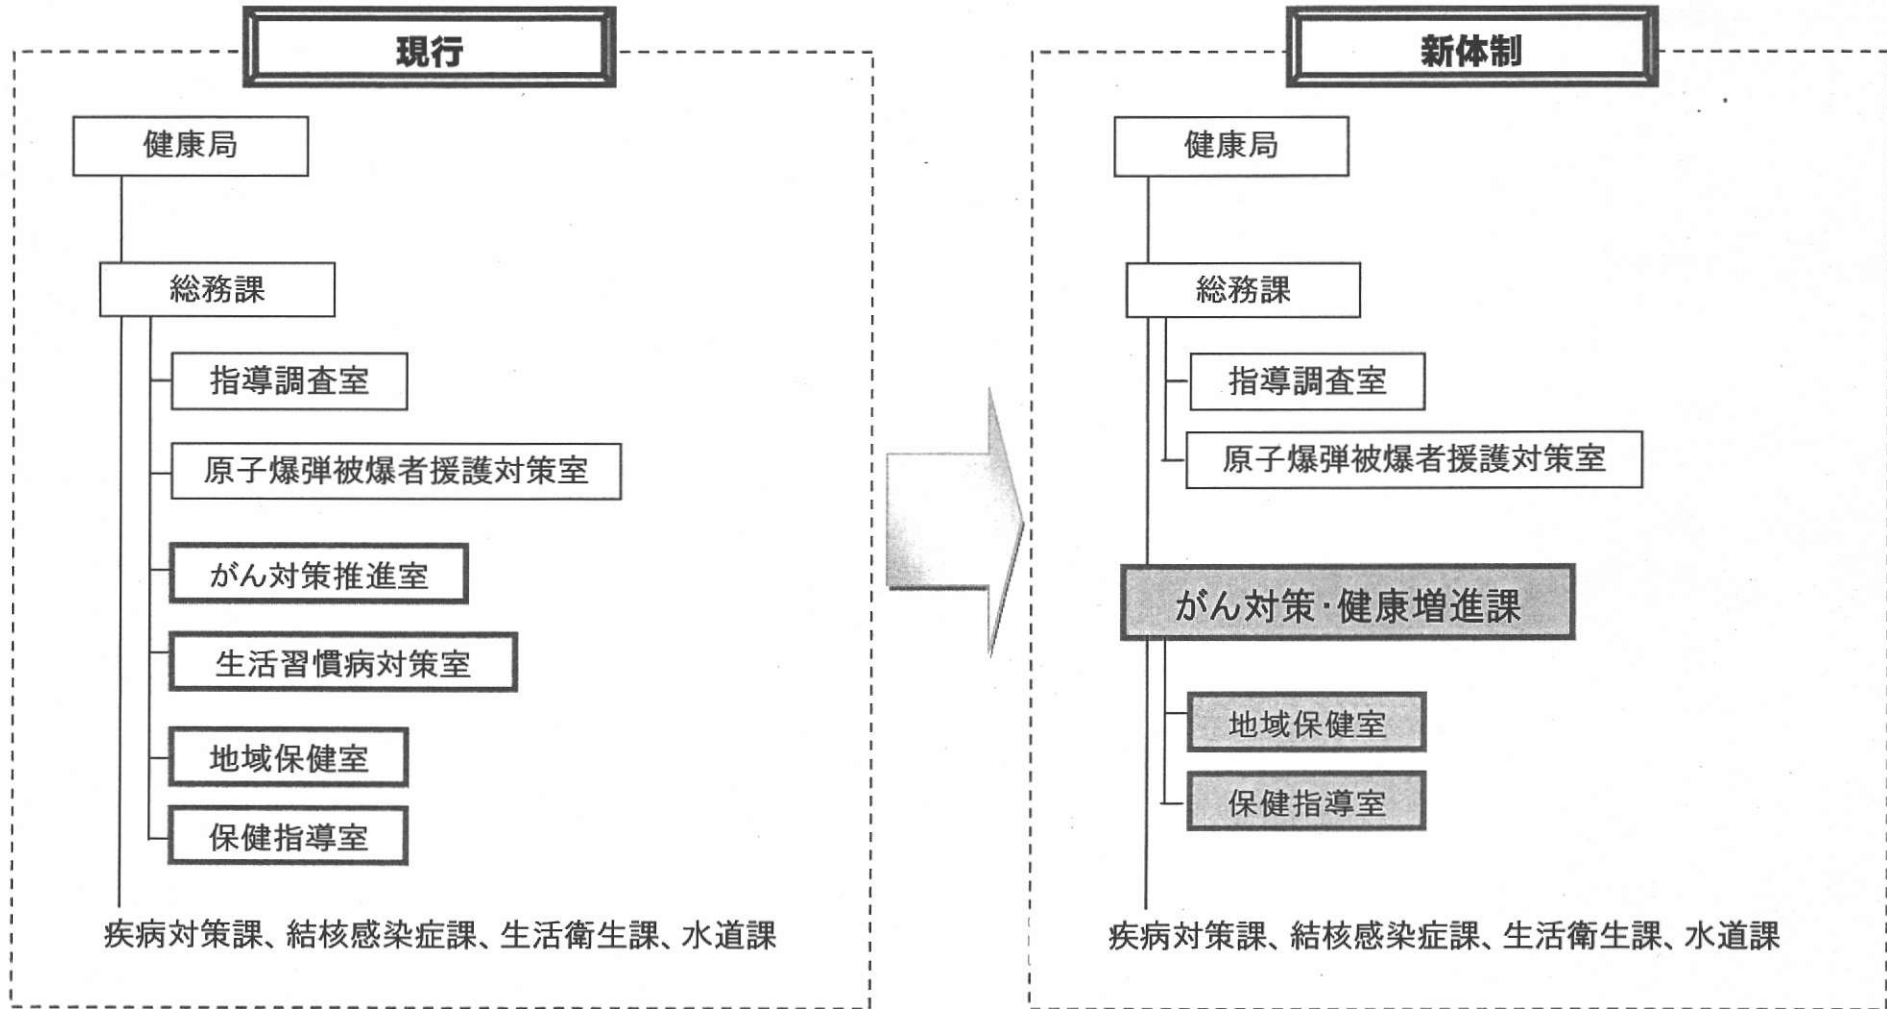 現行
健康局
総務課
指導調査室
原子爆弾被爆者援護対策室
がん対策推進室
生活習慣病対策室
地域保健室
保健指導室
疾病対策課、結核感染症課、生活衛生課、水道課
新体制
健康局
総務課
指導調査室
原子爆弾被爆者援護対策室
がん対策・健康増進課
地域保健室
保健指導室
疾病対策課、結核感染症課、生活衛生課、水道課